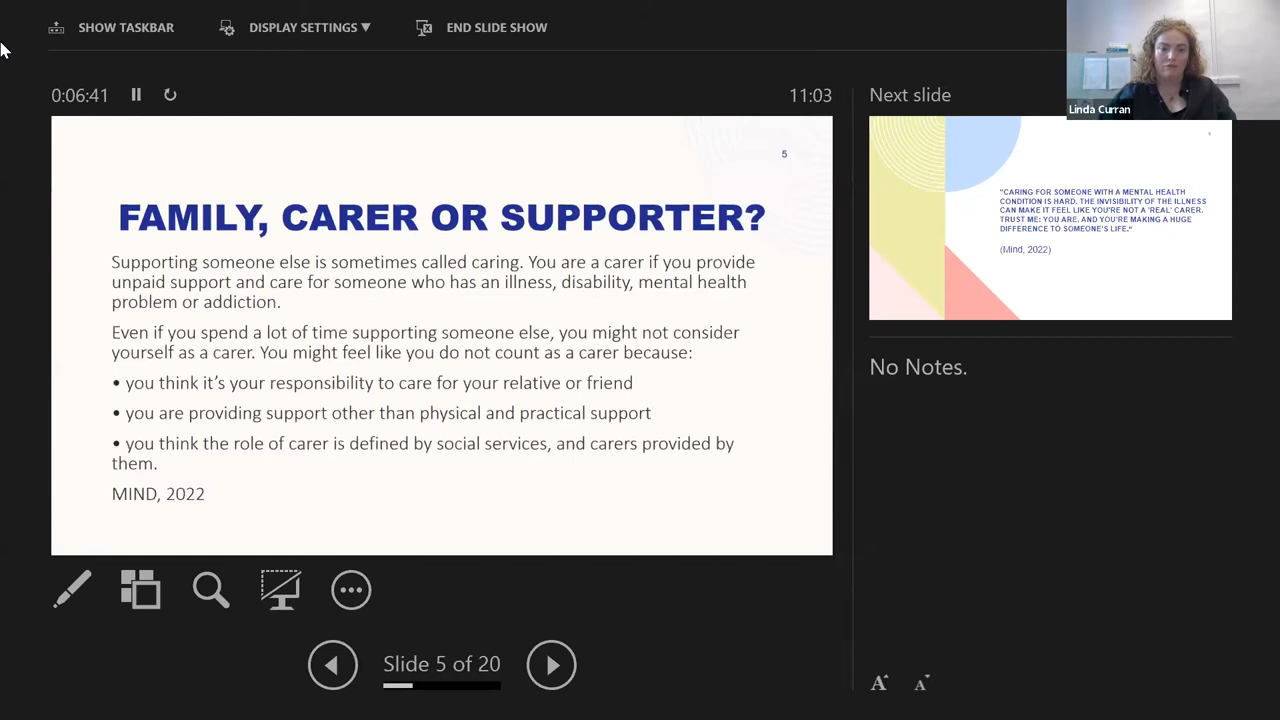 SHOW TASKBAR
DISPLAY SETTINGS ▼
END SLIDE SHOW
0:06:41
11:03
Next slide
Linda Curran
5
FAMILY, CARER OR SUPPORTER?
Supporting someone else is sometimes called caring. You are a carer if you provide
unpaid support and care for someone who has an illness, disability, mental health
problem or addiction.
Even if you spend a lot of time supporting someone else, you might not consider
yourself as a carer. You might feel like you do not count as a carer because:
• you think it’s your responsibility to care for your relative or friend
• you are providing support other than physical and practical support
• you think the role of carer is defined by social services, and carers provided by
them.
MIND, 2022
"CARING FOR SOMEONE WITH A MENTAL HEALTH
CONDITION IS HARD. THE INVISIBILITY OF THE ILLNESS
CAN MAKE IT FEEL LIKE YOU'RE NOT A 'REAL' CARER.
TRUST ME: YOU ARE. AND YOU'RE MAKING A HUGE
DIFFERENCE TO SOMEONE'S LIFE."
(Mind, 2022)
No Notes.
Slide 5 of 20
A A